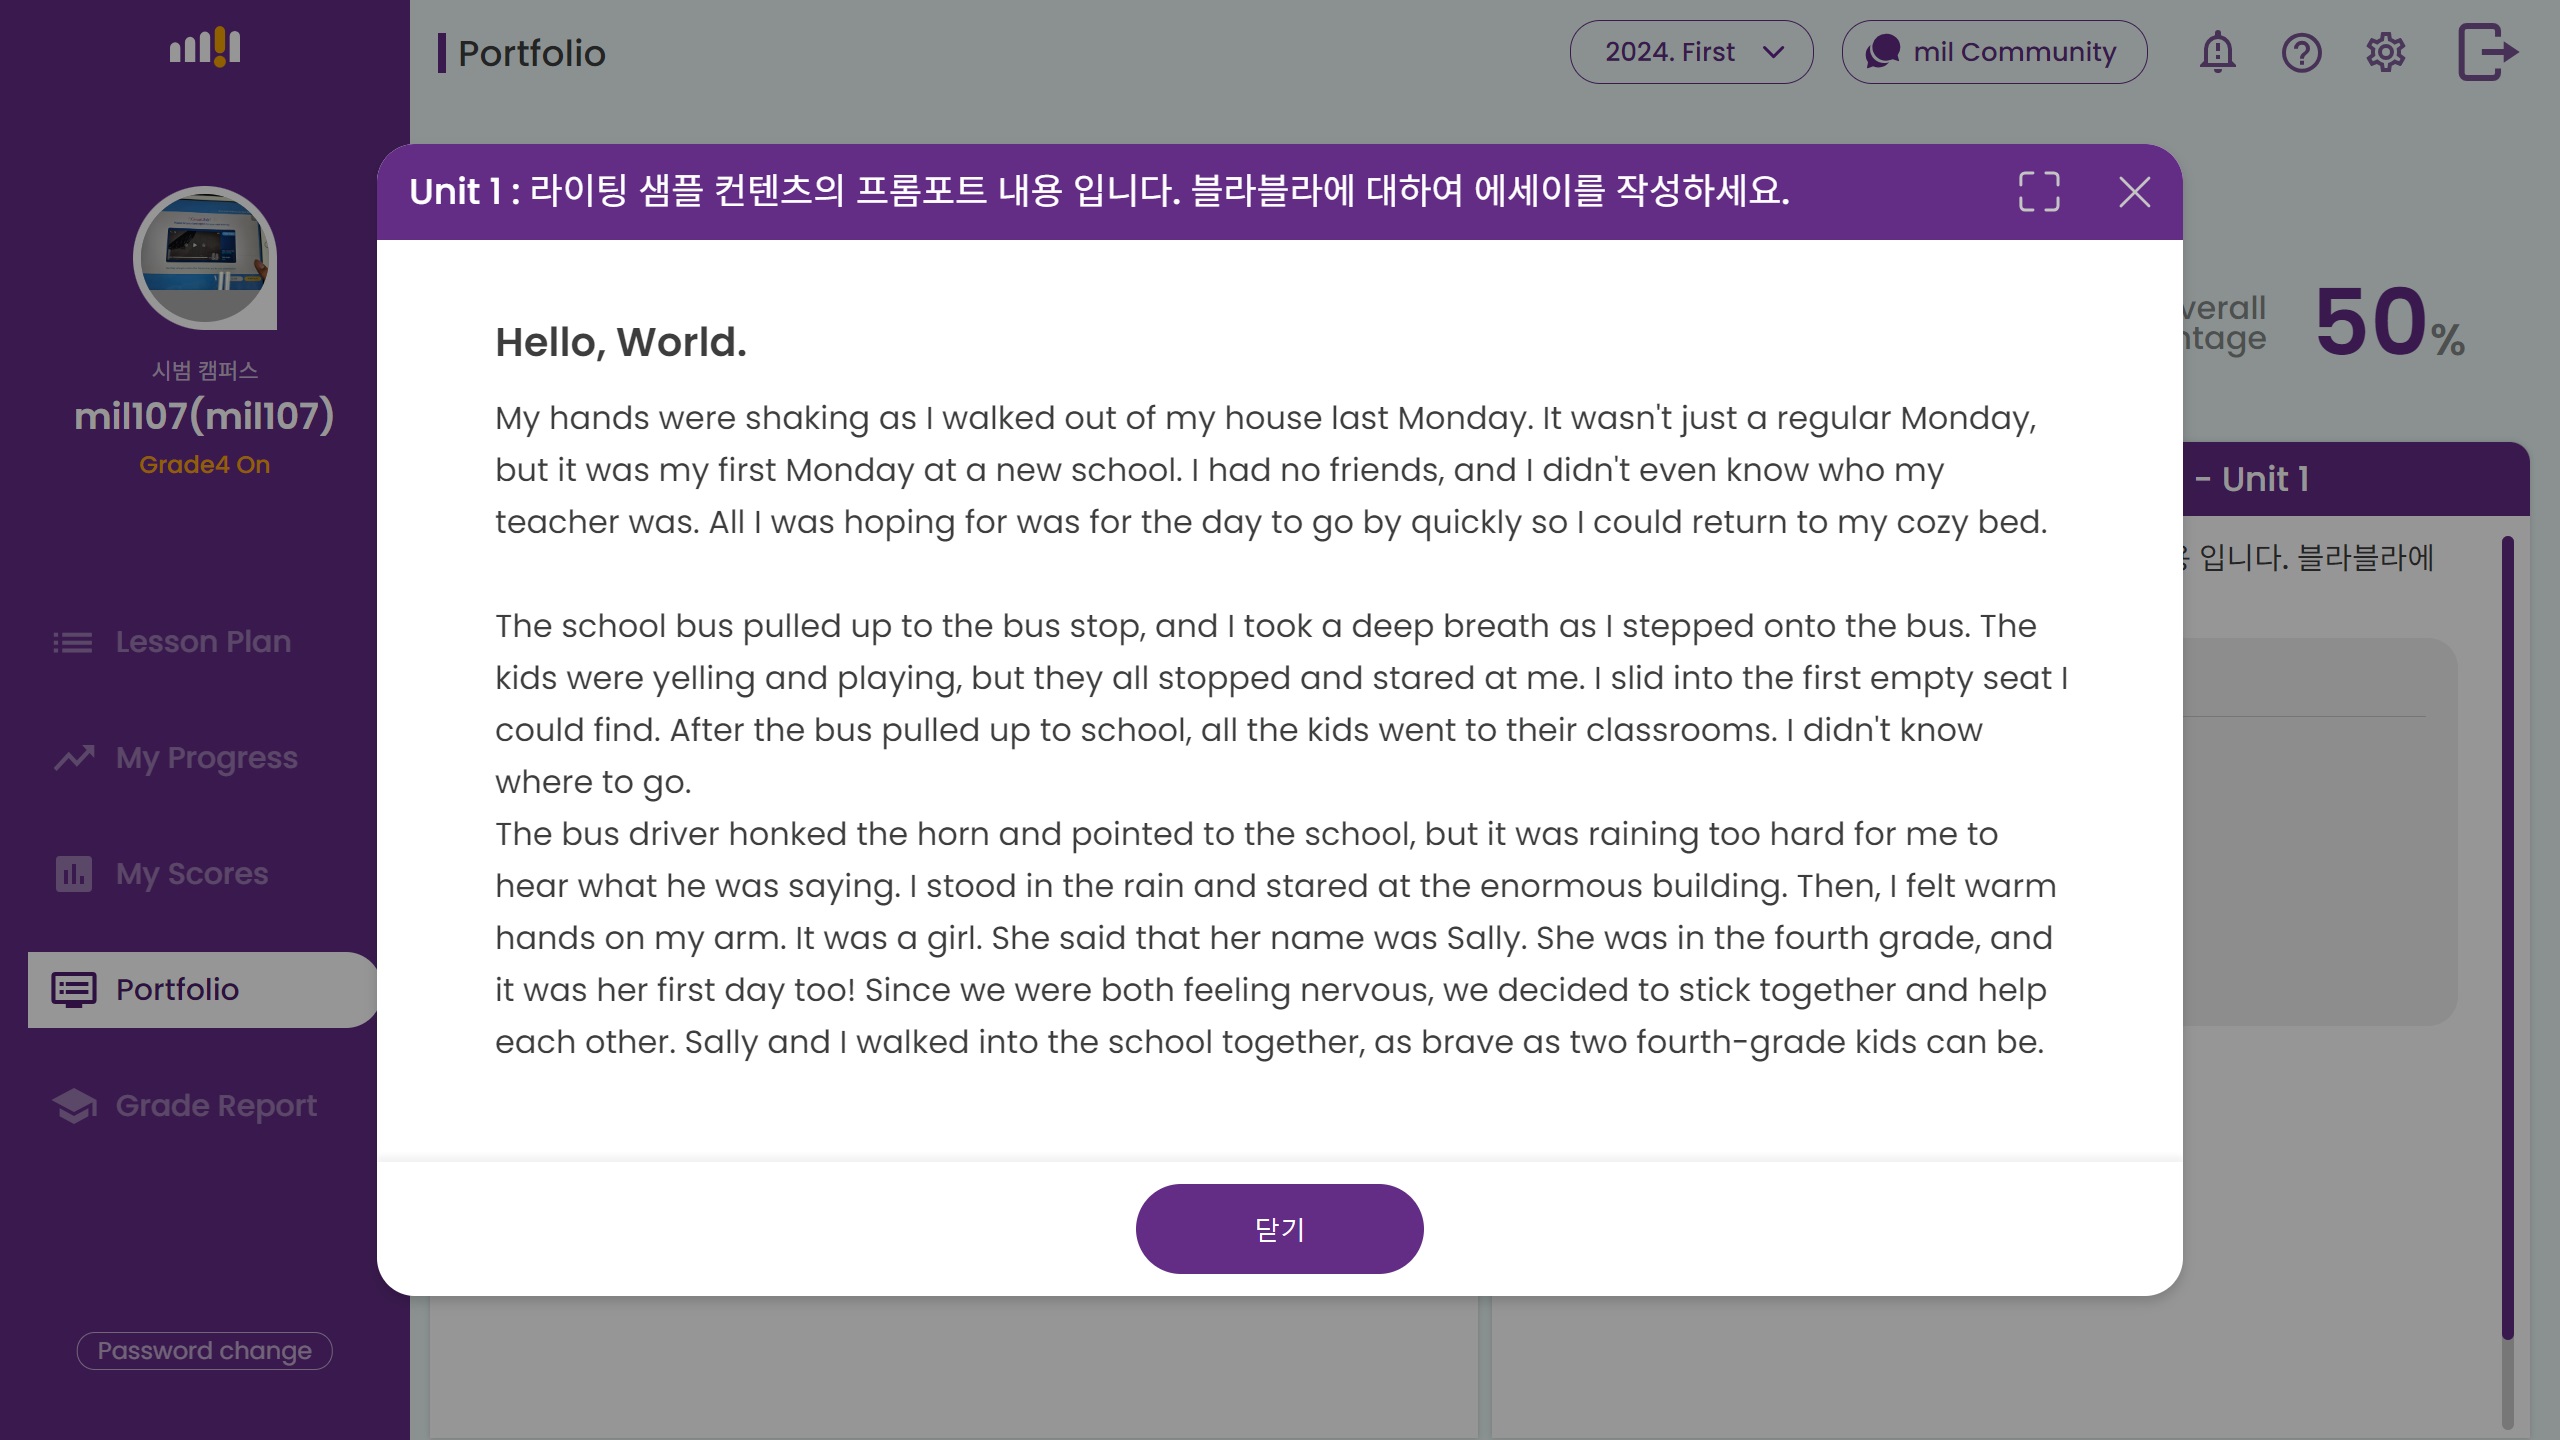 Portfolio
2024. First
mil Community
시범 캠퍼스
mil107(mil107)
Grade4 On
Lesson Plan
My Progress
My Scores
Portfolio
Grade Report
Password change
Unit 1 : 라이팅 샘플 컨텐츠의 프롬포트 내용 입니다. 블라블라에 대하여 에세이를 작성하세요.
Hello, World.
My hands were shaking as I walked out of my house last Monday. It wasn't just a regular Monday,
but it was my first Monday at a new school. I had no friends, and I didn't even know who my
teacher was. All I was hoping for was for the day to go by quickly so I could return to my cozy bed.
The school bus pulled up to the bus stop, and I took a deep breath as I stepped onto the bus. The
kids were yelling and playing, but they all stopped and stared at me. I slid into the first empty seat I
could find. After the bus pulled up to school, all the kids went to their classrooms. I didn't know
where to go.
The bus driver honked the horn and pointed to the school, but it was raining too hard for me to
hear what he was saying. I stood in the rain and stared at the enormous building. Then, I felt warm
hands on my arm. It was a girl. She said that her name was Sally. She was in the fourth grade, and
it was her first day too! Since we were both feeling nervous, we decided to stick together and help
each other. Sally and I walked into the school together, as brave as two fourth-grade kids can be.
닫기
50%
- Unit 1
입니다. 블라블라에